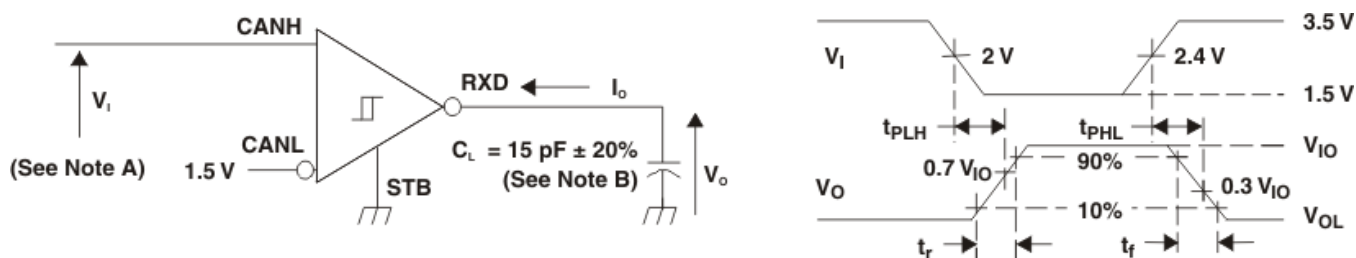 CANH
RXD
I_O
V_I
(See Note A)
CANL
1.5 V
STB
C_L = 15 pF ± 20%
(See Note B)
V_O
V_I
2 V
2.4 V
3.5 V
1.5 V
t_PLH
t_PHL
V_O
0.7 V_IO
90%
10%
V_IO
0.3 V_IO
V_OL
t_r
t_f